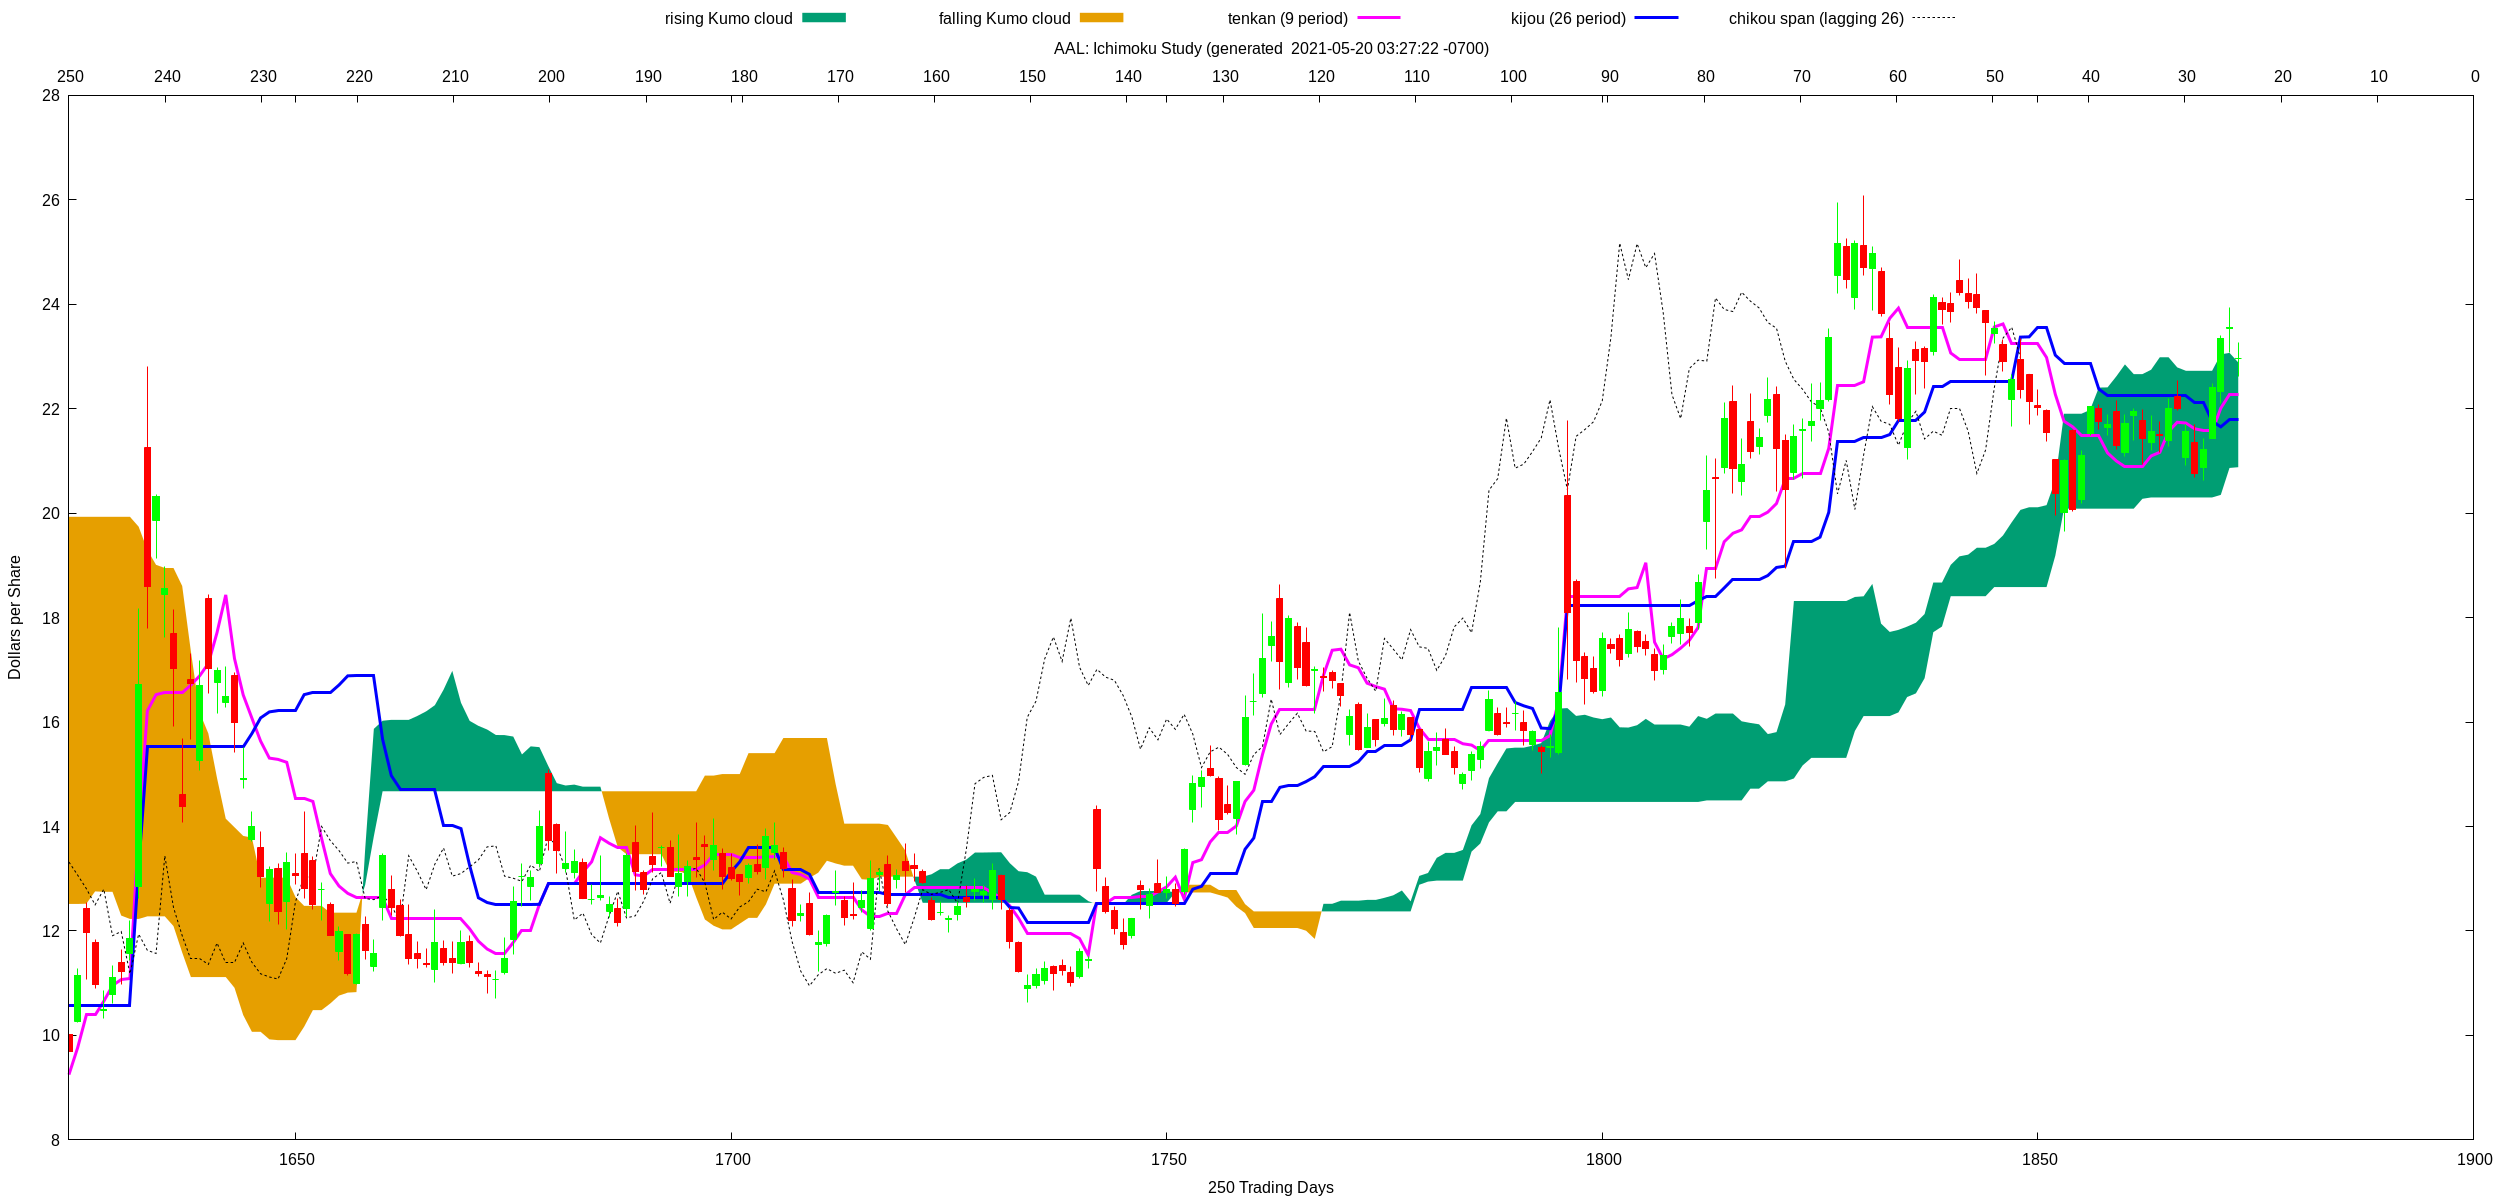 rising Kumo cloud falling Kumo cloud tenkan (9 period) kijou (26 period) chikou span (lagging 26)
AAL: Ichimoku Study (generated  2021-05-20 03:27:22 -0700)
250 240 230 220 210 200 190 180 170 160 150 140 130 120 110 100 90 80 70 60 50 40 30 20 10 0
28
26
24
22
20
18
16
14
12
10
8
Dollars per Share
1650 1700 1750 1800 1850 1900
250 Trading Days